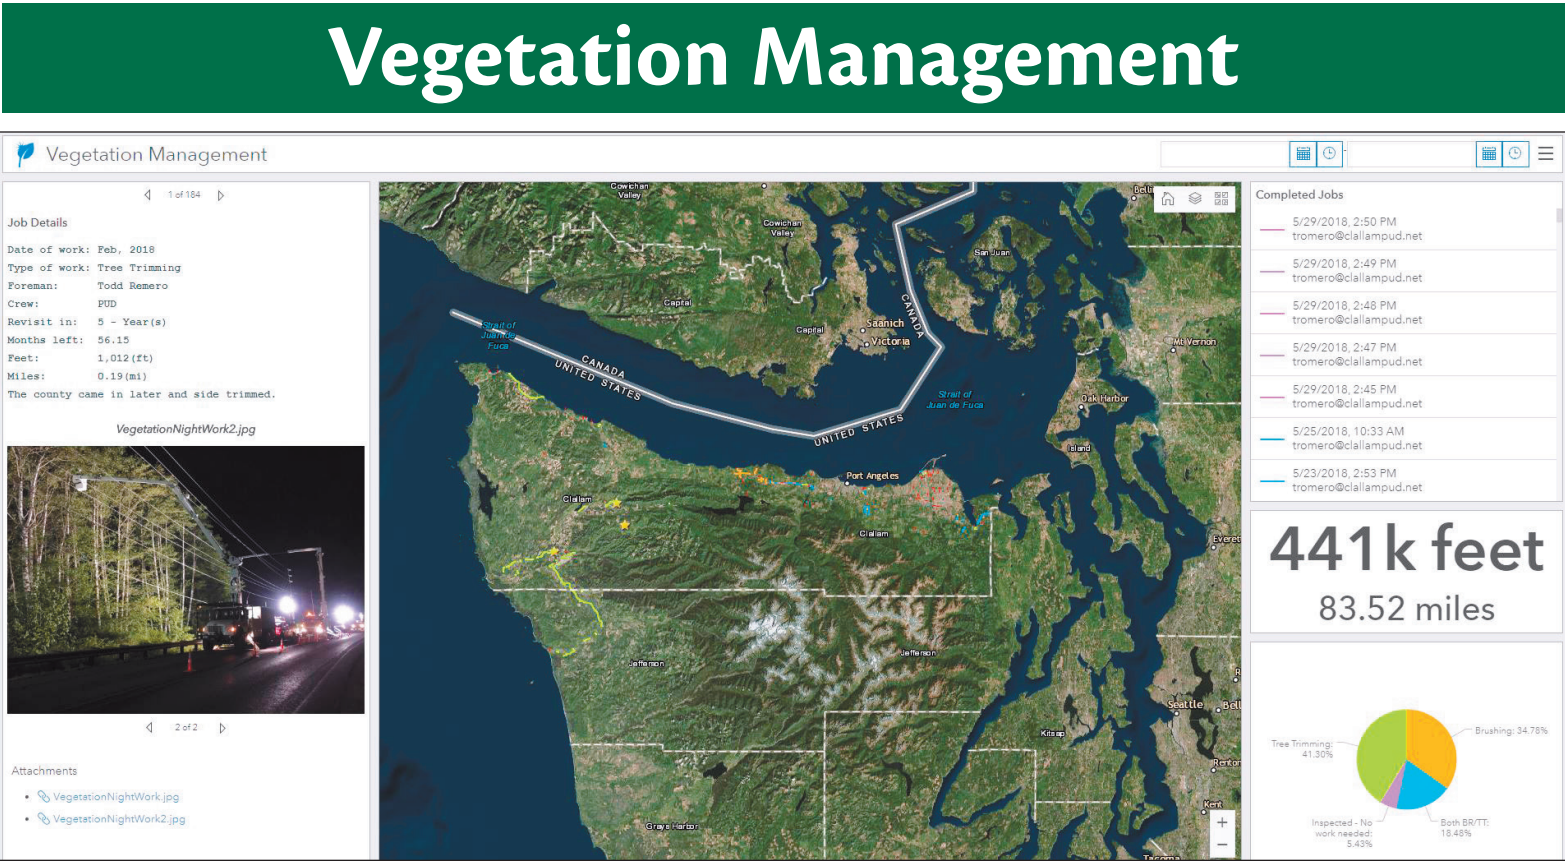 Vegetation Management
Vegetation Management
1 of 184
Job Details
Date of work: Feb, 2018
Type of work: Tree Trimming
Foreman: Todd Remero
Crew: PUD
Revisit in: 5 - Year(s)
Months left: 56.15
Feet: 1,012(ft)
Miles: 0.19(mi)
The county came in later and side trimmed.
VegetationNightWork2.jpg
2 of 2
Attachments
VegetationNightWork.jpg
VegetationNightWork2.jpg
Cowichan
Valley
Cowichan
Valley
San Juan
Capital
Capital
Saanich
Victoria
CANADA
Strait of
Juan de
Fuca
CANADA
UNITED STATES
Mt Vernon
Strait of
Juan de Fuca
Oak Harbor
UNITED STATES
Island
Port Angeles
Clallam
Clallam
Everett
Jefferson
Jefferson
Seattle
Bell
Kitsap
Renton
Kent
Grays Harbor
Tacoma
Completed Jobs
5/29/2018, 2:50 PM
tromero@clallampud.net
5/29/2018, 2:49 PM
tromero@clallampud.net
5/29/2018, 2:48 PM
tromero@clallampud.net
5/29/2018, 2:47 PM
tromero@clallampud.net
5/29/2018, 2:45 PM
tromero@clallampud.net
5/25/2018, 10:33 AM
tromero@clallampud.net
5/23/2018, 2:53 PM
tromero@clallampud.net
441k feet
83.52 miles
Brushing: 34.78%
Tree Trimming:
41.30%
Inspected - No
work needed:
5.43%
Both BR/TT:
18.48%